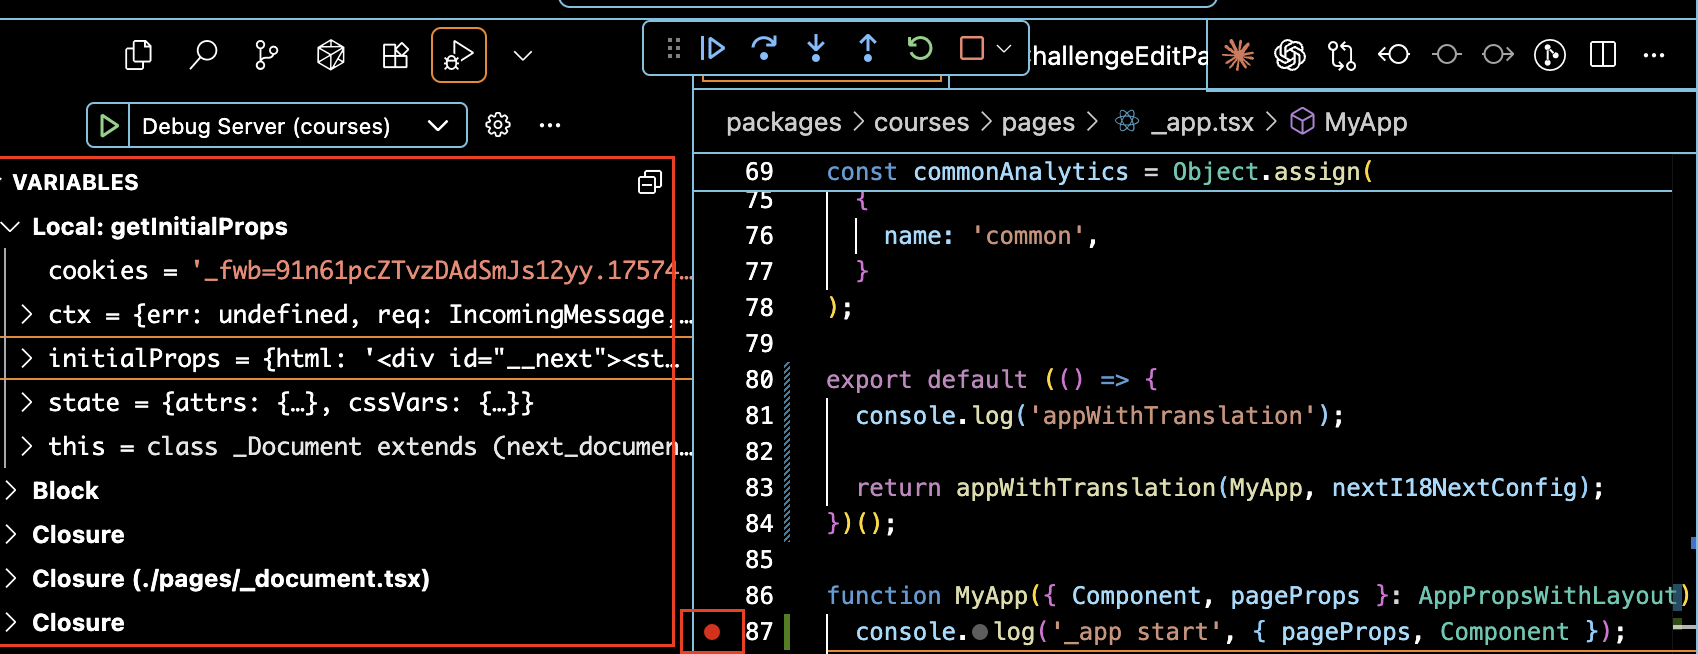 hallengeEditPa
Debug Server (courses)
packages > courses > pages > _app.tsx > MyApp
VARIABLES
Local: getInitialProps
cookies = '_fwb=91n61pcZTvzDAdSmJs12yy.17574…
ctx = {err: undefined, req: IncomingMessage,…
initialProps = {html: '<div id="__next"><st…
state = {attrs: {…}, cssVars: {…}}
this = class _Document extends (next_documen…
Block
Closure
Closure (./pages/_document.tsx)
Closure
69 const commonAnalytics = Object.assign(
75 {
76 name: 'common',
77 }
78 );
79
80 export default (() => {
81 console.log('appWithTranslation');
82
83 return appWithTranslation(MyApp, nextI18NextConfig);
84 })();
85
86 function MyApp({ Component, pageProps }: AppPropsWithLayout)
87 console.log('_app start', { pageProps, Component });